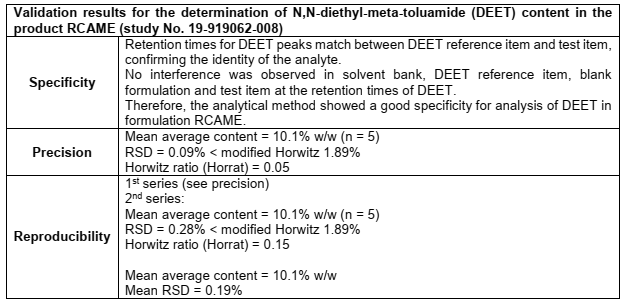 Validation results for the determination of N,N-diethyl-meta-toluamide (DEET) content in the
product RCAME (study No. 19-919062-008)
Specificity
Retention times for DEET peaks match between DEET reference item and test item,
confirming the identity of the analyte.
No interference was observed in solvent bank, DEET reference item, blank
formulation and test item at the retention times of DEET.
Therefore, the analytical method showed a good specificity for analysis of DEET in
formulation RCAME.
Precision
Mean average content = 10.1% w/w (n = 5)
RSD = 0.09% < modified Horwitz 1.89%
Horwitz ratio (Horrat) = 0.05
Reproducibility
1st series (see precision)
2nd series:
Mean average content = 10.1% w/w (n = 5)
RSD = 0.28% < modified Horwitz 1.89%
Horwitz ratio (Horrat) = 0.15
Mean average content = 10.1% w/w
Mean RSD = 0.19%